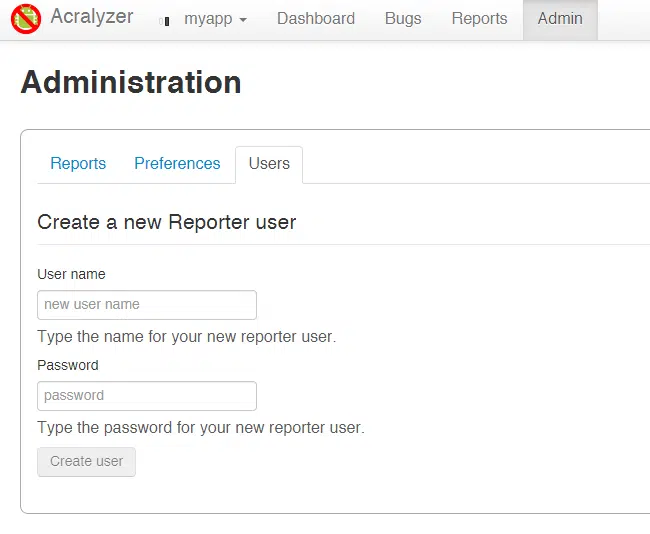 Acralyzer myapp Dashboard Bugs Reports Admin
Administration
Reports Preferences Users
Create a new Reporter user
User name
new user name
Type the name for your new reporter user.
Password
password
Type the password for your new reporter user.
Create user